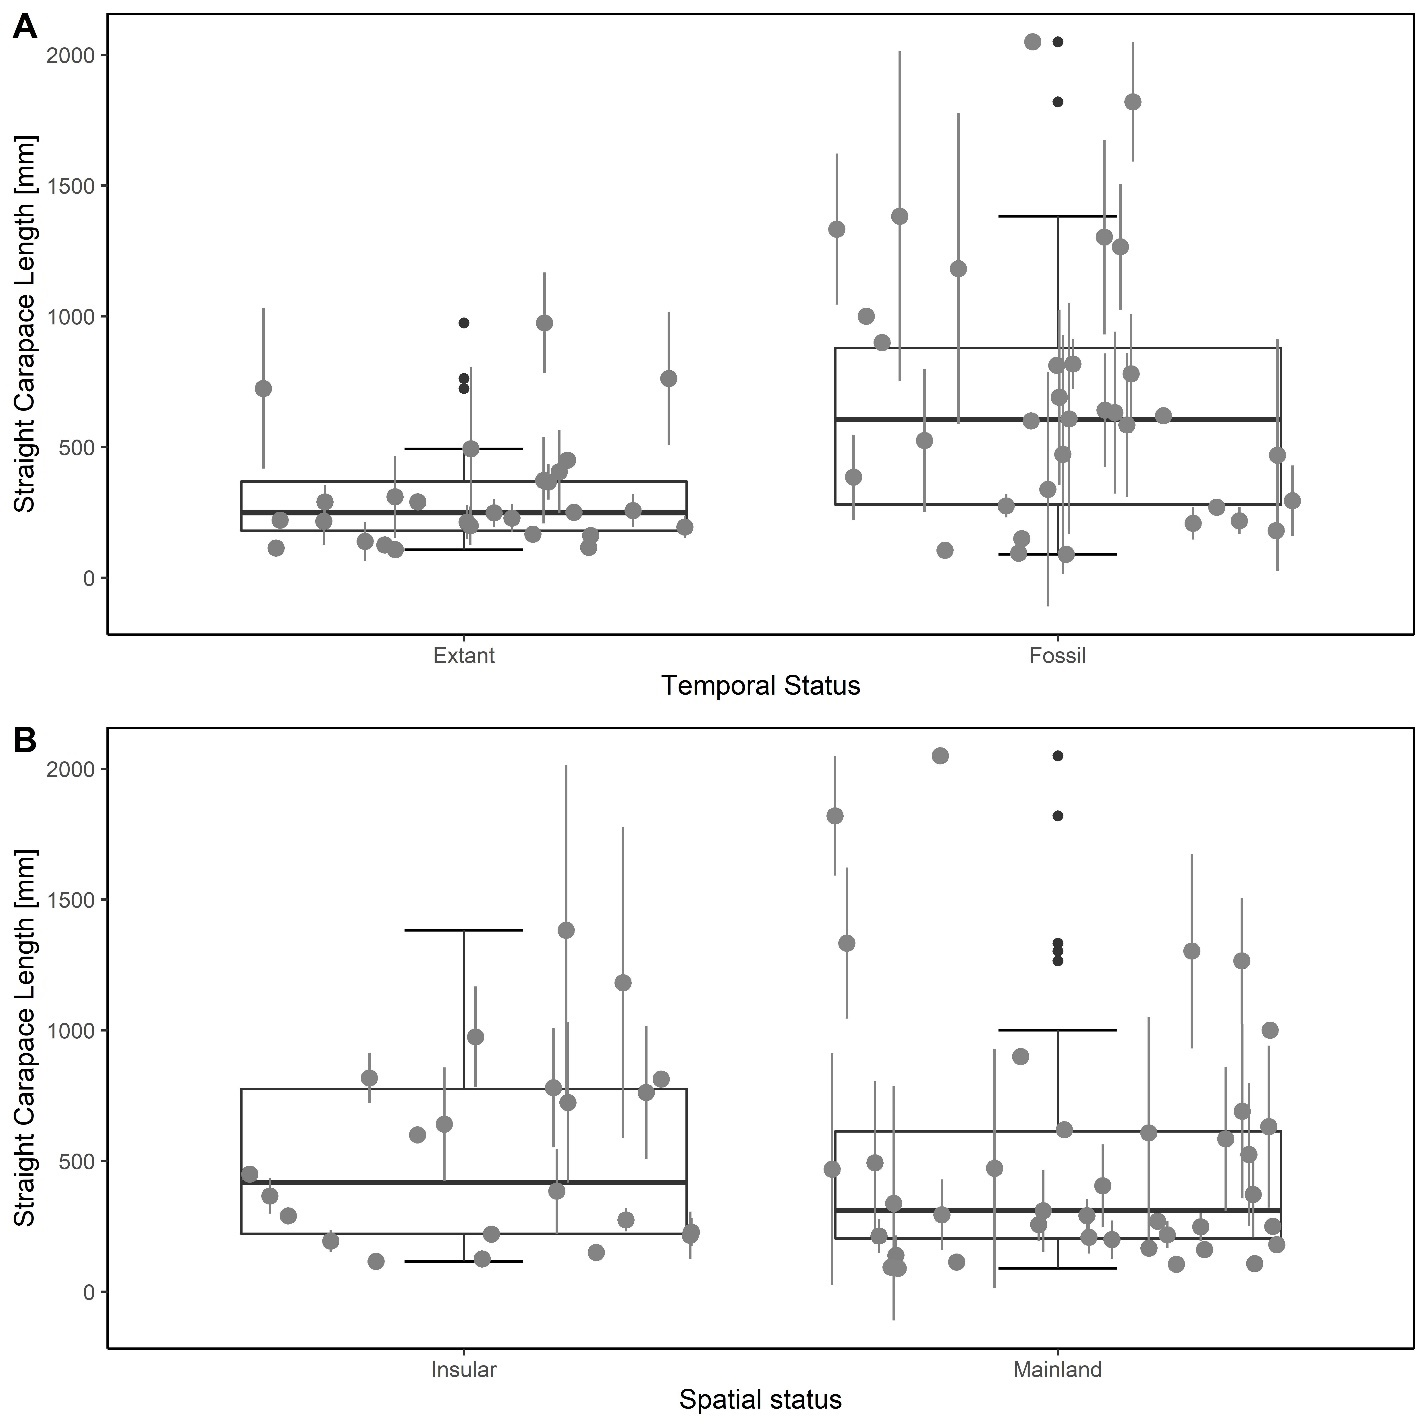 A
Straight Carapace Length [mm]
2000
1500
1000
500
0
Extant Fossil
Temporal Status
B
Straight Carapace Length [mm]
2000
1500
1000
500
0
Insular Mainland
Spatial status